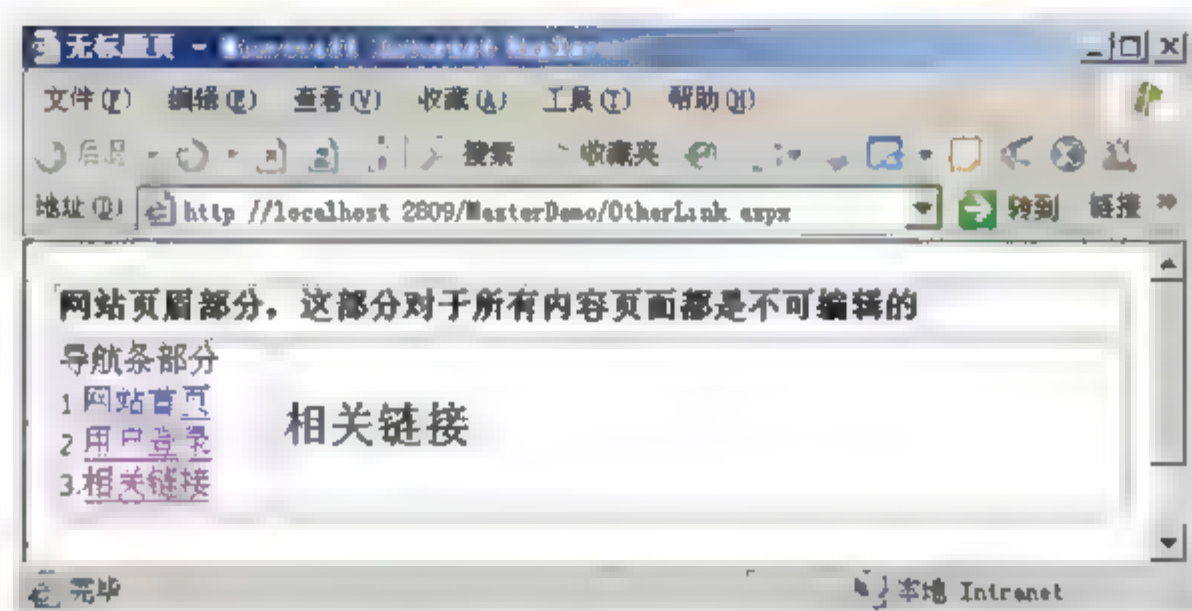 无标题页 -
文件(F) 编辑(E) 查看(V) 收藏(A) 工具(T) 帮助(H)
后退 搜索 收藏夹
地址(D) http //localhost 2809/MasterDemo/OtherLink aspx 转到 链接 »
网站页眉部分，这部分对于所有内容页面都是不可编辑的
导航条部分
1 网站首页
2 用户登录
3.相关链接
相关链接
完毕 本地 Intranet